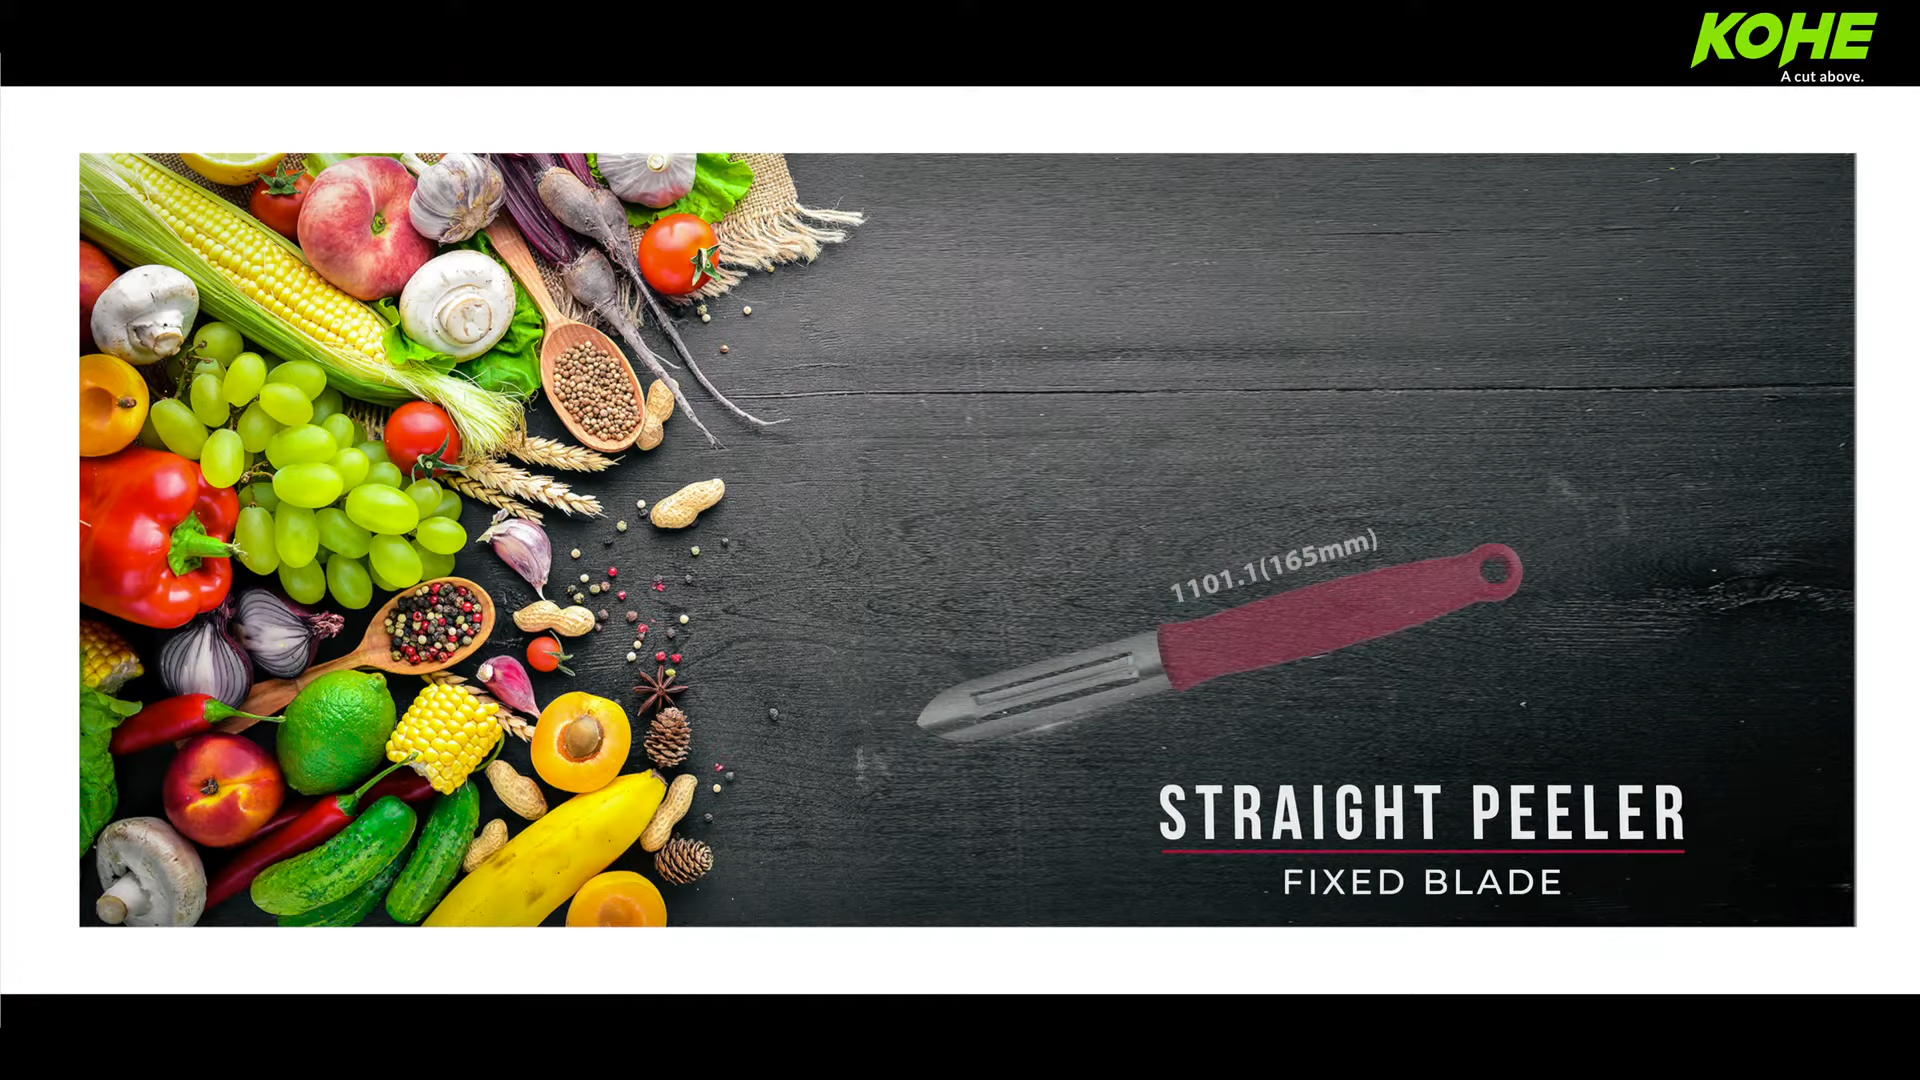 KOHE
A cut above.
1101.1(165mm)
STRAIGHT PEELER
FIXED BLADE